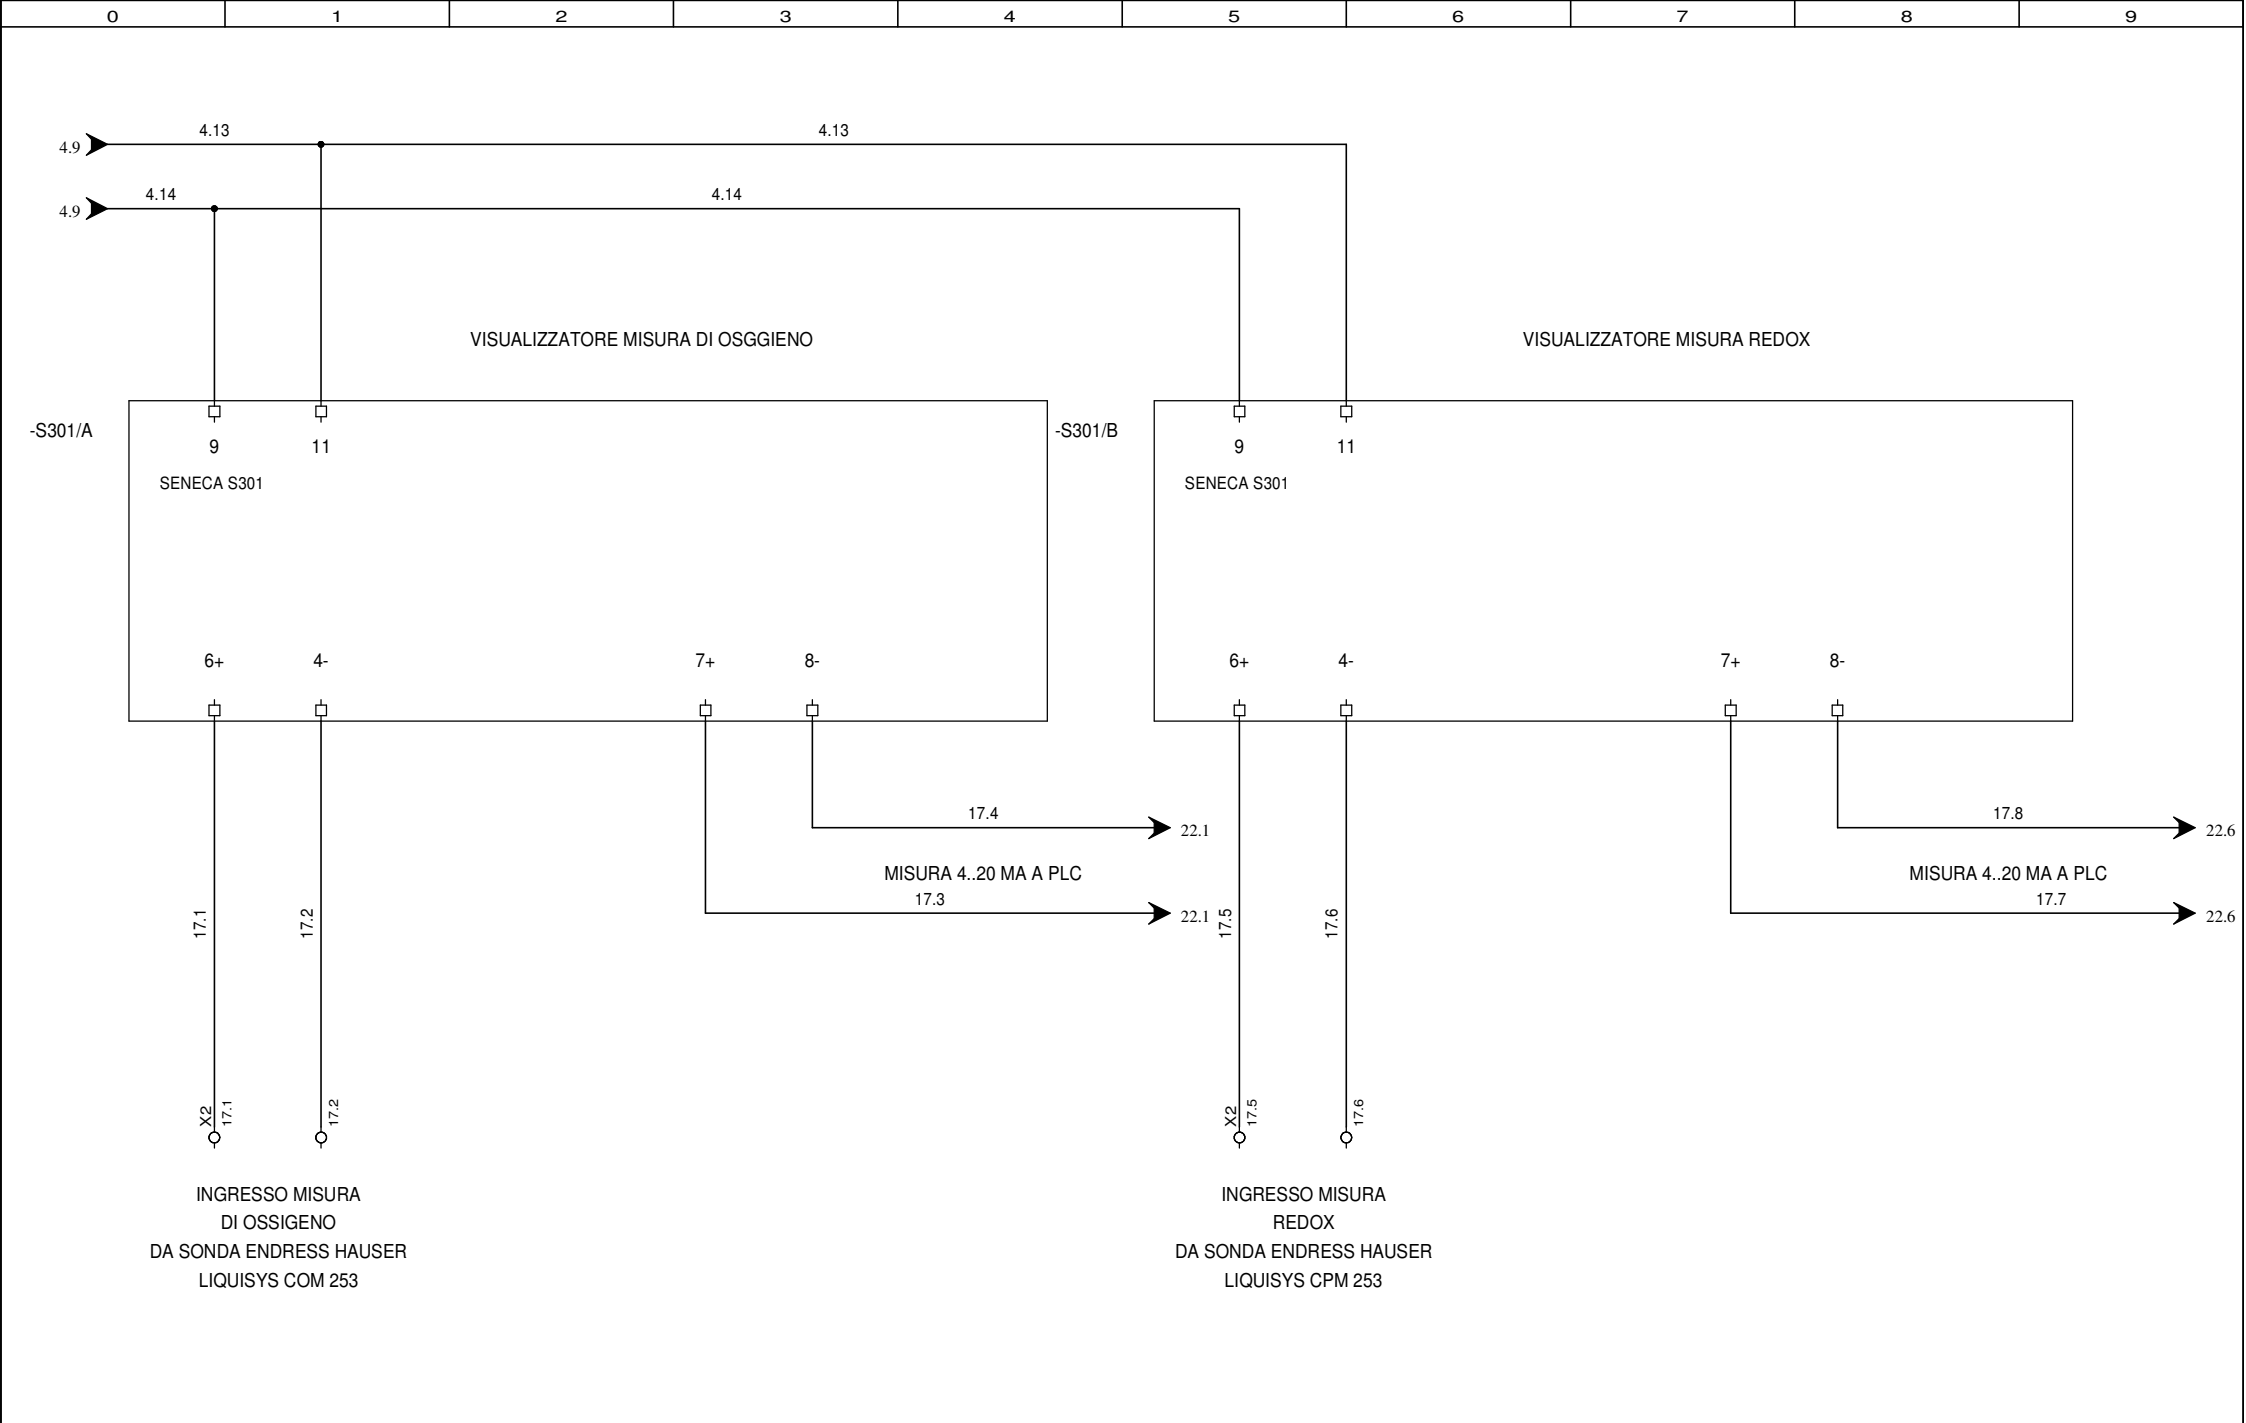 0 1 2 3 4 5 6 7 8 9
4.13 4.13
4.9
4.14 4.14
4.9
VISUALIZZATORE MISURA DI OSGGIENO VISUALIZZATORE MISURA REDOX
-S301/A -S301/B
9 11 9 11
SENECA S301 SENECA S301
6+ 4- 7+ 8- 6+ 4- 7+ 8-
17.4 17.8
22.1 22.6
MISURA 4..20 MA A PLC MISURA 4..20 MA A PLC
17.3 17.7
22.1 22.6
17.1 17.2 17.5 17.6
X2 17.1 17.2 X2 17.5 17.6
INGRESSO MISURA
DI OSSIGENO
DA SONDA ENDRESS HAUSER
LIQUISYS COM 253
INGRESSO MISURA
REDOX
DA SONDA ENDRESS HAUSER
LIQUISYS CPM 253